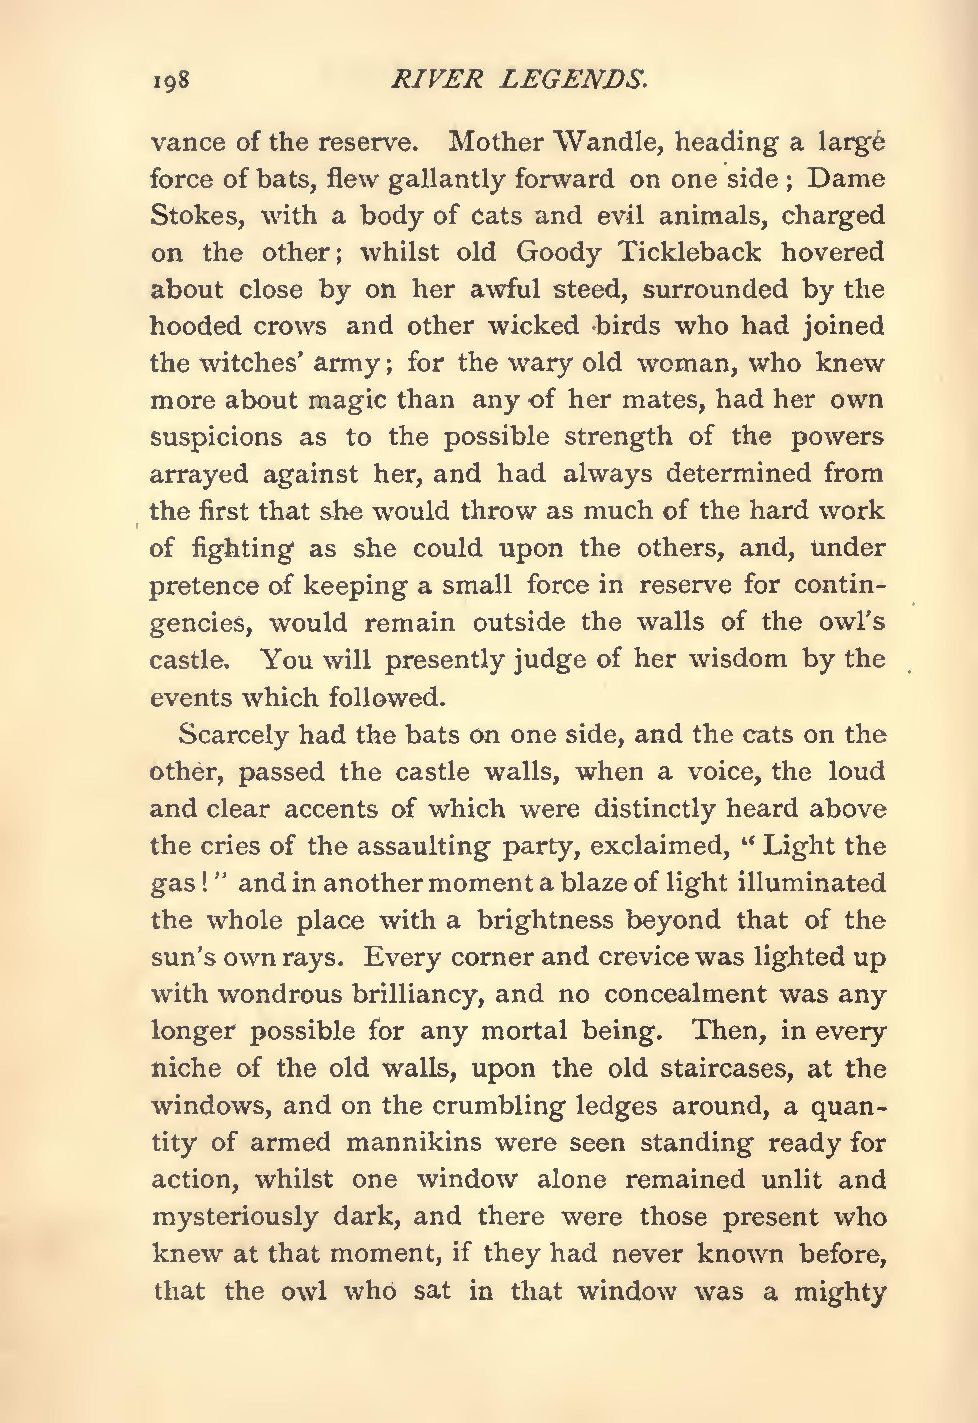 198 RIVER LEGENDS.
vance of the reserve. Mother Wandle, heading a large
force of bats, flew gallantly forward on one side; Dame
Stokes, with a body of cats and evil animals, charged
on the other; whilst old Goody Tickleback hovered
about close by on her awful steed, surrounded by the
hooded crows and other wicked birds who had joined
the witches' army; for the wary old woman, who knew
more about magic than any of her mates, had her own
suspicions as to the possible strength of the powers
arrayed against her, and had always determined from
the first that she would throw as much of the hard work
of fighting as she could upon the others, and, under
pretence of keeping a small force in reserve for contin-
gencies, would remain outside the walls of the owl's
castle. You will presently judge of her wisdom by the
events which followed.
Scarcely had the bats on one side, and the cats on the
other, passed the castle walls, when a voice, the loud
and clear accents of which were distinctly heard above
the cries of the assaulting party, exclaimed, "Light the
gas!" and in another moment a blaze of light illuminated
the whole place with a brightness beyond that of the
sun's own rays. Every corner and crevice was lighted up
with wondrous brilliancy, and no concealment was any
longer possible for any mortal being. Then, in every
niche of the old walls, upon the old staircases, at the
windows, and on the crumbling ledges around, a quan-
tity of armed mannikins were seen standing ready for
action, whilst one window alone remained unlit and
mysteriously dark, and there were those present who
knew at that moment, if they had never known before,
that the owl who sat in that window was a mighty